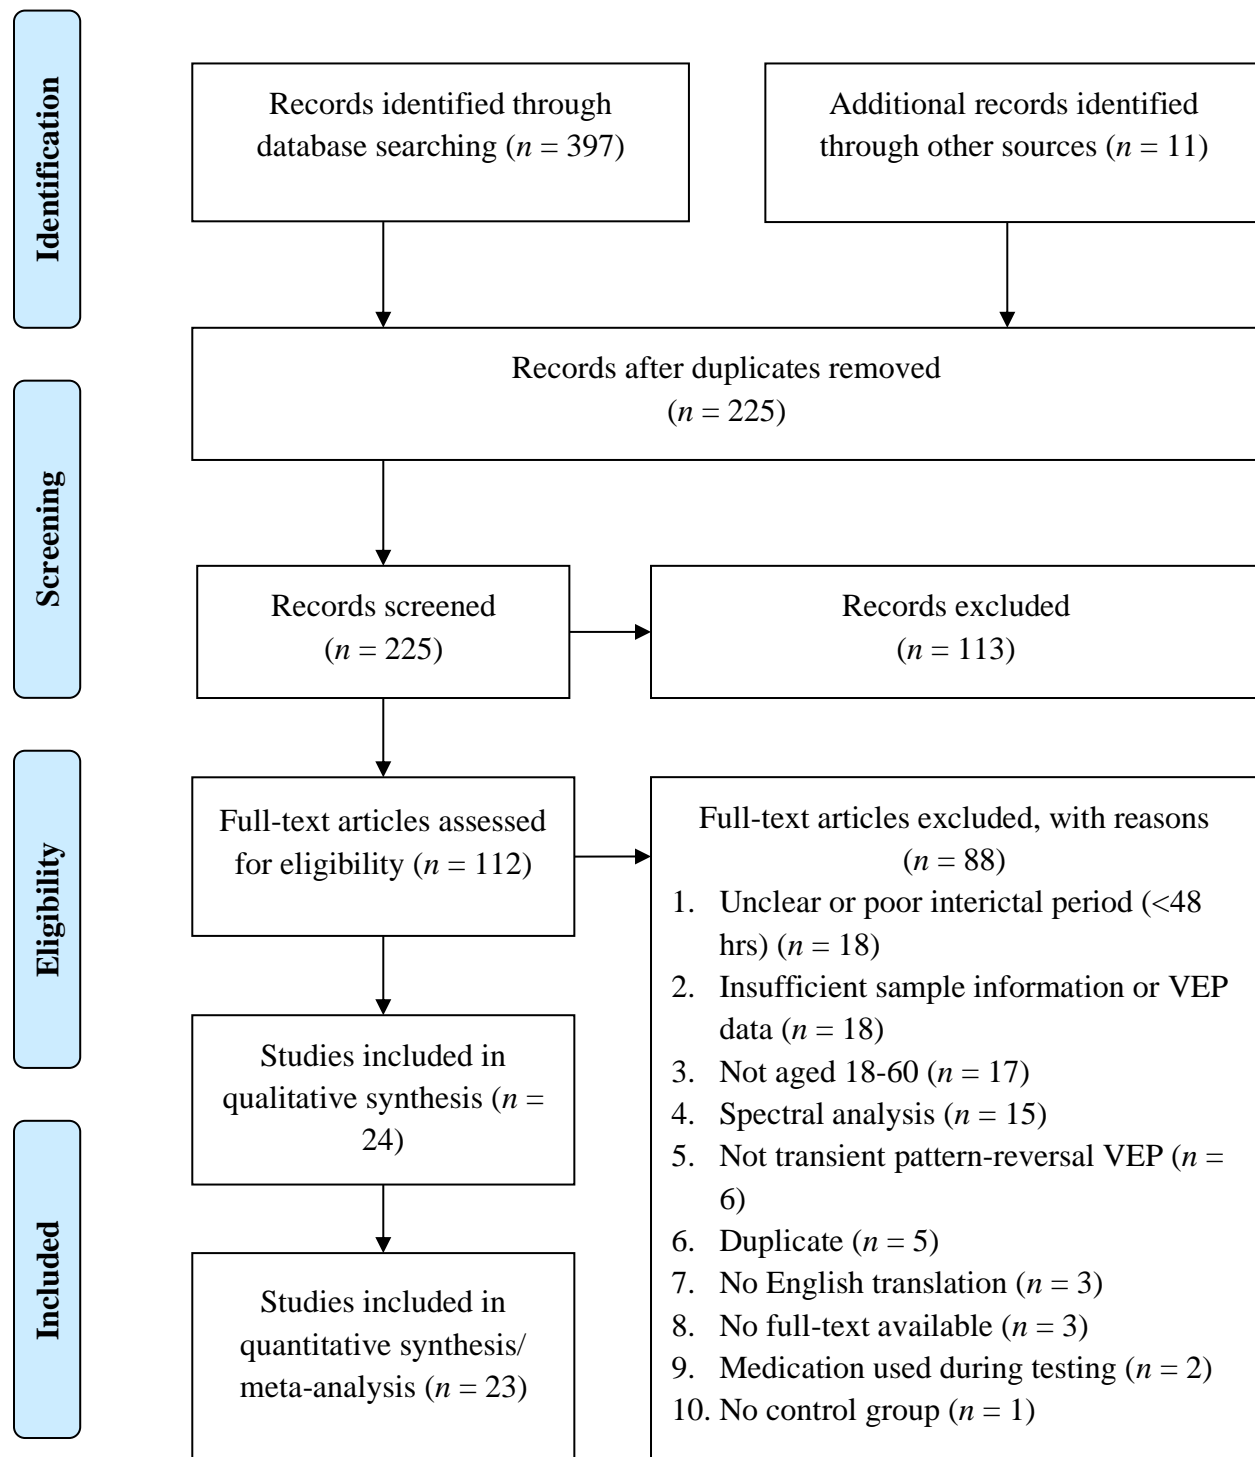 Identification
Records identified through
database searching (n = 397)
Additional records identified
through other sources (n = 11)
Records after duplicates removed
(n = 225)
Screening
Records screened
(n = 225)
Records excluded
(n = 113)
Eligibility
Full-text articles assessed
for eligibility (n = 112)
Full-text articles excluded, with reasons
(n = 88)
1. Unclear or poor interictal period (<48
hrs) (n = 18)
2. Insufficient sample information or VEP
data (n = 18)
3. Not aged 18-60 (n = 17)
4. Spectral analysis (n = 15)
5. Not transient pattern-reversal VEP (n =
6)
6. Duplicate (n = 5)
7. No English translation (n = 3)
8. No full-text available (n = 3)
9. Medication used during testing (n = 2)
10. No control group (n = 1)
Studies included in
qualitative synthesis (n =
24)
Included
Studies included in
quantitative synthesis/
meta-analysis (n = 23)